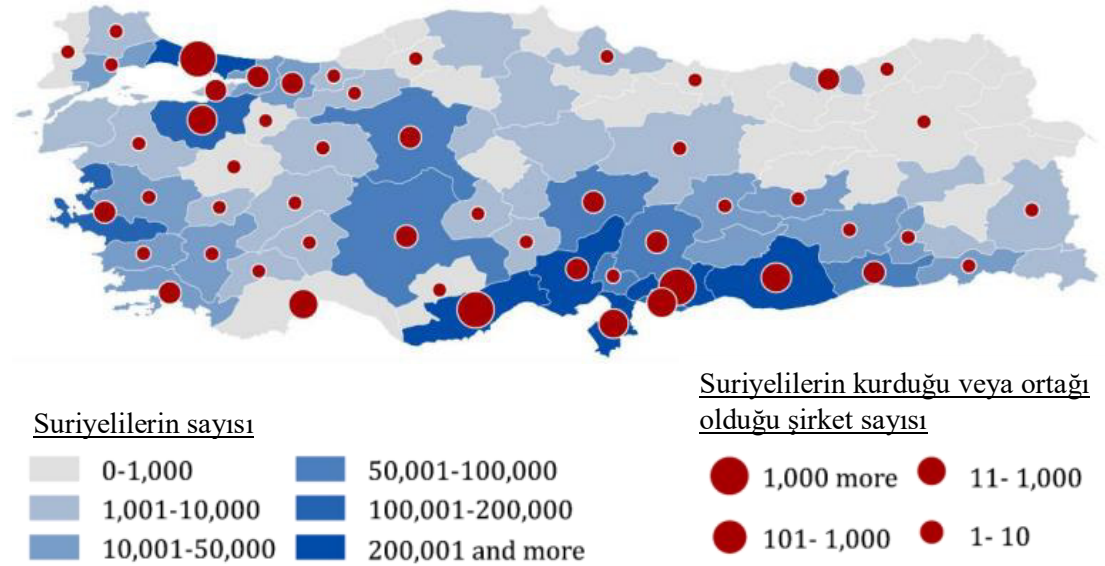 Suriyelilerin sayısı
0-1,000
1,001-10,000
10,001-50,000
50,001-100,000
100,001-200,000
200,001 and more
Suriyelilerin kurduğu veya ortağı
olduğu şirket sayısı
1,000 more
101- 1,000
11- 1,000
1- 10